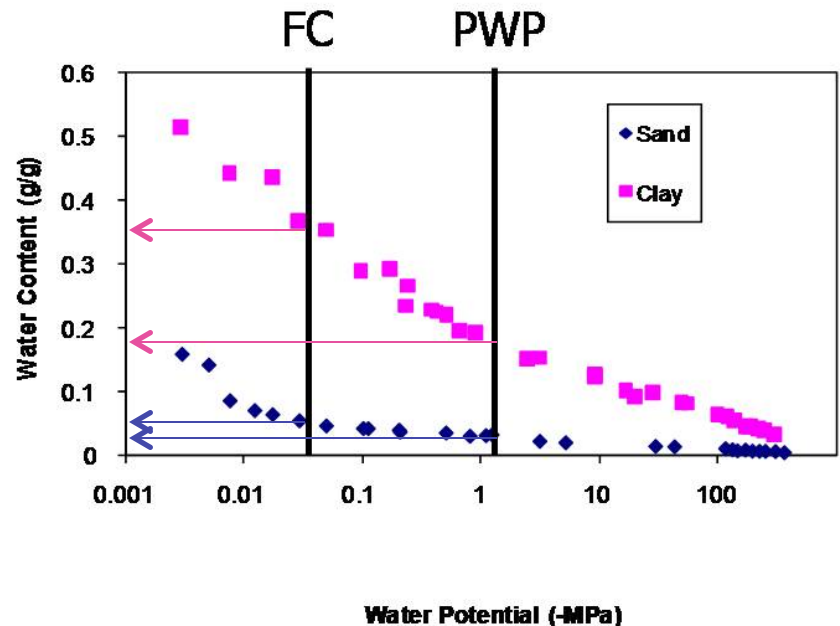 FC PWP
0.6
0.5
0.4
0.3
0.2
0.1
0
Water Content (g/g)
Sand
Clay
0.001 0.01 0.1 1 10 100
Water Potential (-MPa)